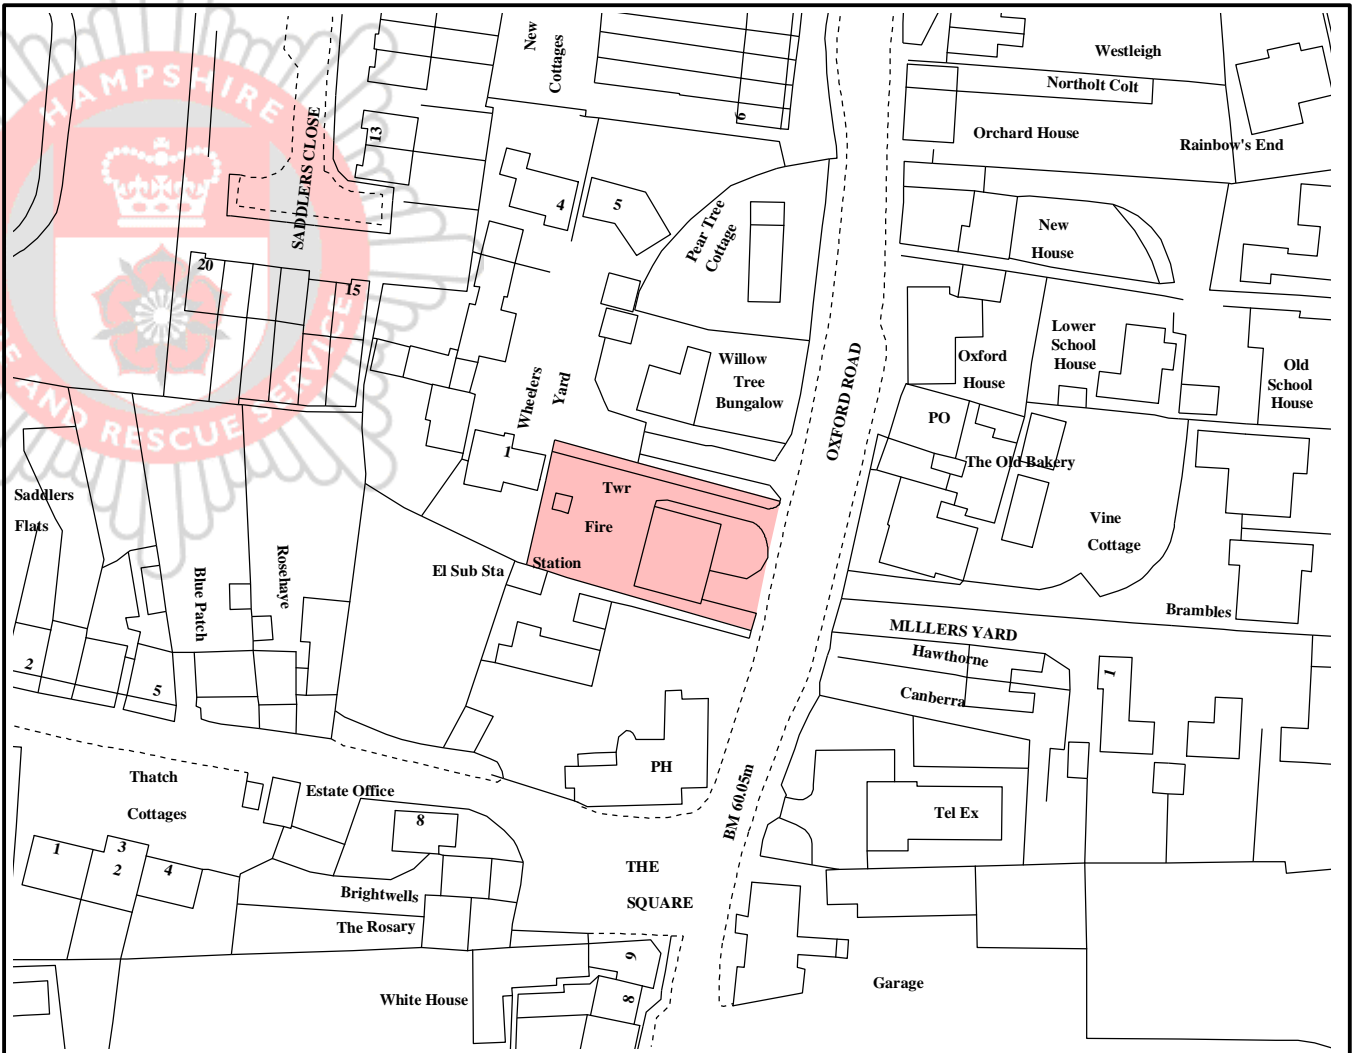 HAMPSHIRE
AND RESCUE SERVICE
New
Cottages
Westleigh
Northolt Colt
Orchard House
Rainbow's End
6
13
SADDLERS CLOSE
4
5
Pear Tree
Cottage
New
House
20
15
Lower
School
House
Oxford
House
Old
School
House
Willow
Tree
Bungalow
Wheelers
Yard
OXFORD ROAD
PO
The Old Bakery
1
Twr
Fire
Station
Saddlers
Flats
Vine
Cottage
Blue Patch
Rosehaye
El Sub Sta
Brambles
MLLLERS YARD
Hawthorne
Canberra
1
2
5
PH
BM 60.05m
Thatch
Cottages
Estate Office
8
Tel Ex
1
3
2
4
THE
SQUARE
Brightwells
The Rosary
White House
9
8
Garage